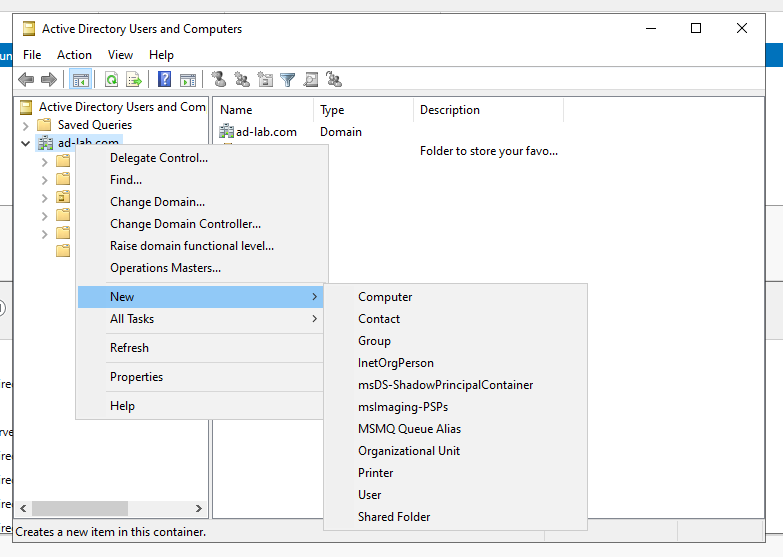 Active Directory Users and Computers
File Action View Help
Active Directory Users and Com
Saved Queries
ad-lab.com
Name Type Description
ad-lab.com Domain
Folder to store your favo...
Delegate Control...
Find...
Change Domain...
Change Domain Controller...
Raise domain functional level...
Operations Masters...
New
All Tasks
Refresh
Properties
Help
Computer
Contact
Group
InetOrgPerson
msDS-ShadowPrincipalContainer
msImaging-PSPs
MSMQ Queue Alias
Organizational Unit
Printer
User
Shared Folder
Creates a new item in this container.